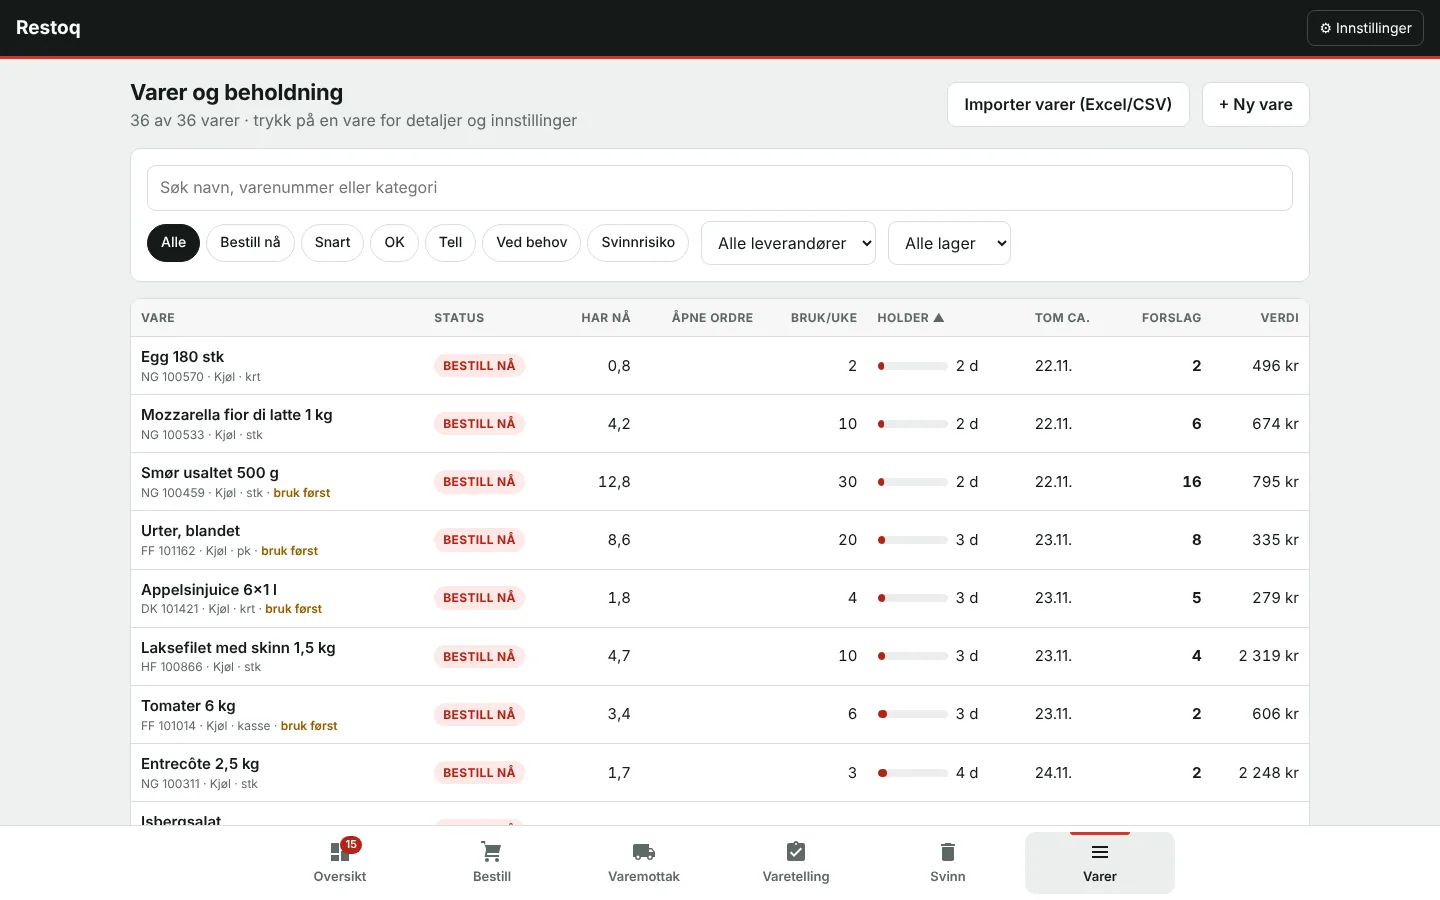 Restoq
⚙ Innstillinger
Varer og beholdning
36 av 36 varer · trykk på en vare for detaljer og innstillinger
Importer varer (Excel/CSV)
+ Ny vare
Søk navn, varenummer eller kategori
Alle Bestill nå Snart OK Tell Ved behov Svinnrisiko Alle leverandører Alle lager
VARE STATUS HAR NÅ ÅPNE ORDRE BRUK/UKE HOLDER ▲ TOM CA. FORSLAG VERDI
Egg 180 stk
NG 100570 · Kjøl · krt
BESTILL NÅ 0,8 2 2 d 22.11. 2 496 kr
Mozzarella fior di latte 1 kg
NG 100533 · Kjøl · stk
BESTILL NÅ 4,2 10 2 d 22.11. 6 674 kr
Smør usaltet 500 g
NG 100459 · Kjøl · stk · bruk først
BESTILL NÅ 12,8 30 2 d 22.11. 16 795 kr
Urter, blandet
FF 101162 · Kjøl · pk · bruk først
BESTILL NÅ 8,6 20 3 d 23.11. 8 335 kr
Appelsinjuice 6×1 l
DK 101421 · Kjøl · krt · bruk først
BESTILL NÅ 1,8 4 3 d 23.11. 5 279 kr
Laksefilet med skinn 1,5 kg
HF 100866 · Kjøl · stk
BESTILL NÅ 4,7 10 3 d 23.11. 4 2 319 kr
Tomater 6 kg
FF 101014 · Kjøl · kasse · bruk først
BESTILL NÅ 3,4 6 3 d 23.11. 2 606 kr
Entrecôte 2,5 kg
NG 100311 · Kjøl · stk
BESTILL NÅ 1,7 3 4 d 24.11. 2 2 248 kr
Isbergsalat
15
Oversikt Bestill Varemottak Varetelling Svinn Varer